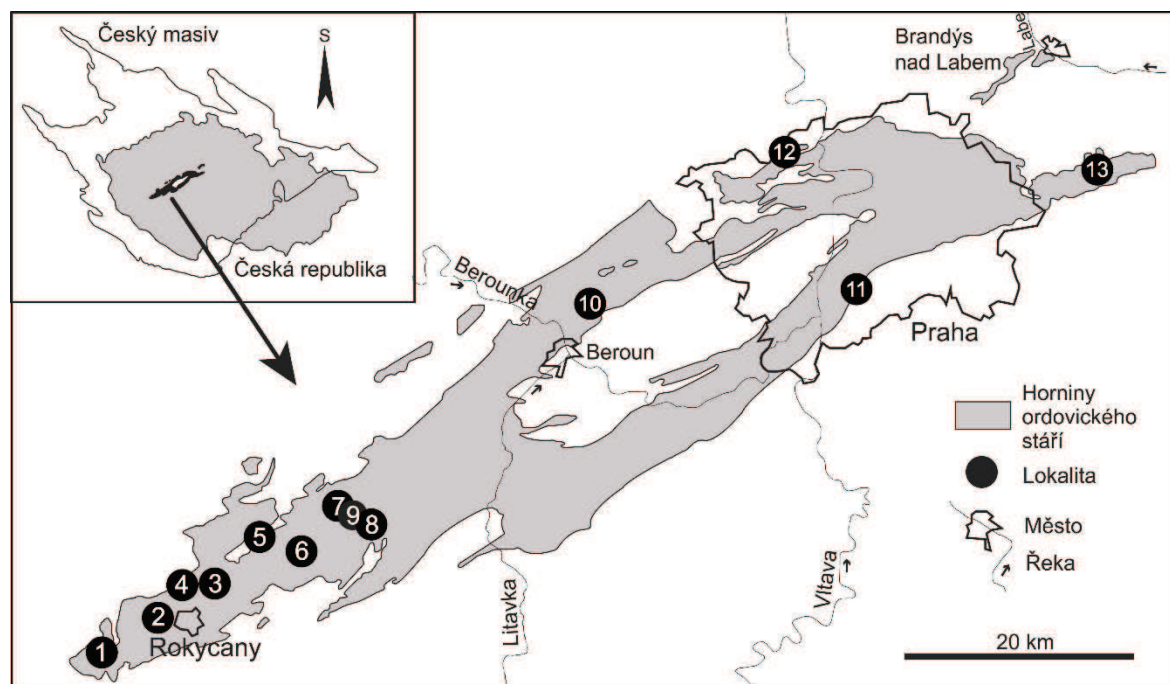 Český masiv
S
Česká republika
Brandýs
nad Labem
Labe
12
13
Berounka
10
11
Praha
Beroun
Horniny
ordovického
stáří
Lokalita
Město
Řeka
7
9
8
5
6
4
3
2
1
Rokycany
Litavka
Vltava
20 km